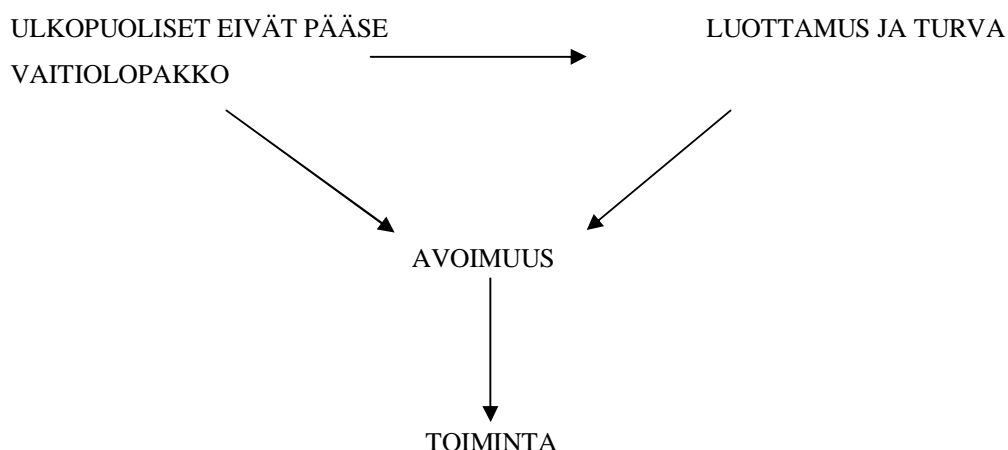 ULKOPUOLISET EIVÄT PÄÄSE
VAITIOLOPAKKO
LUOTTAMUS JA TURVA
AVOIMUUS
TOIMINTA